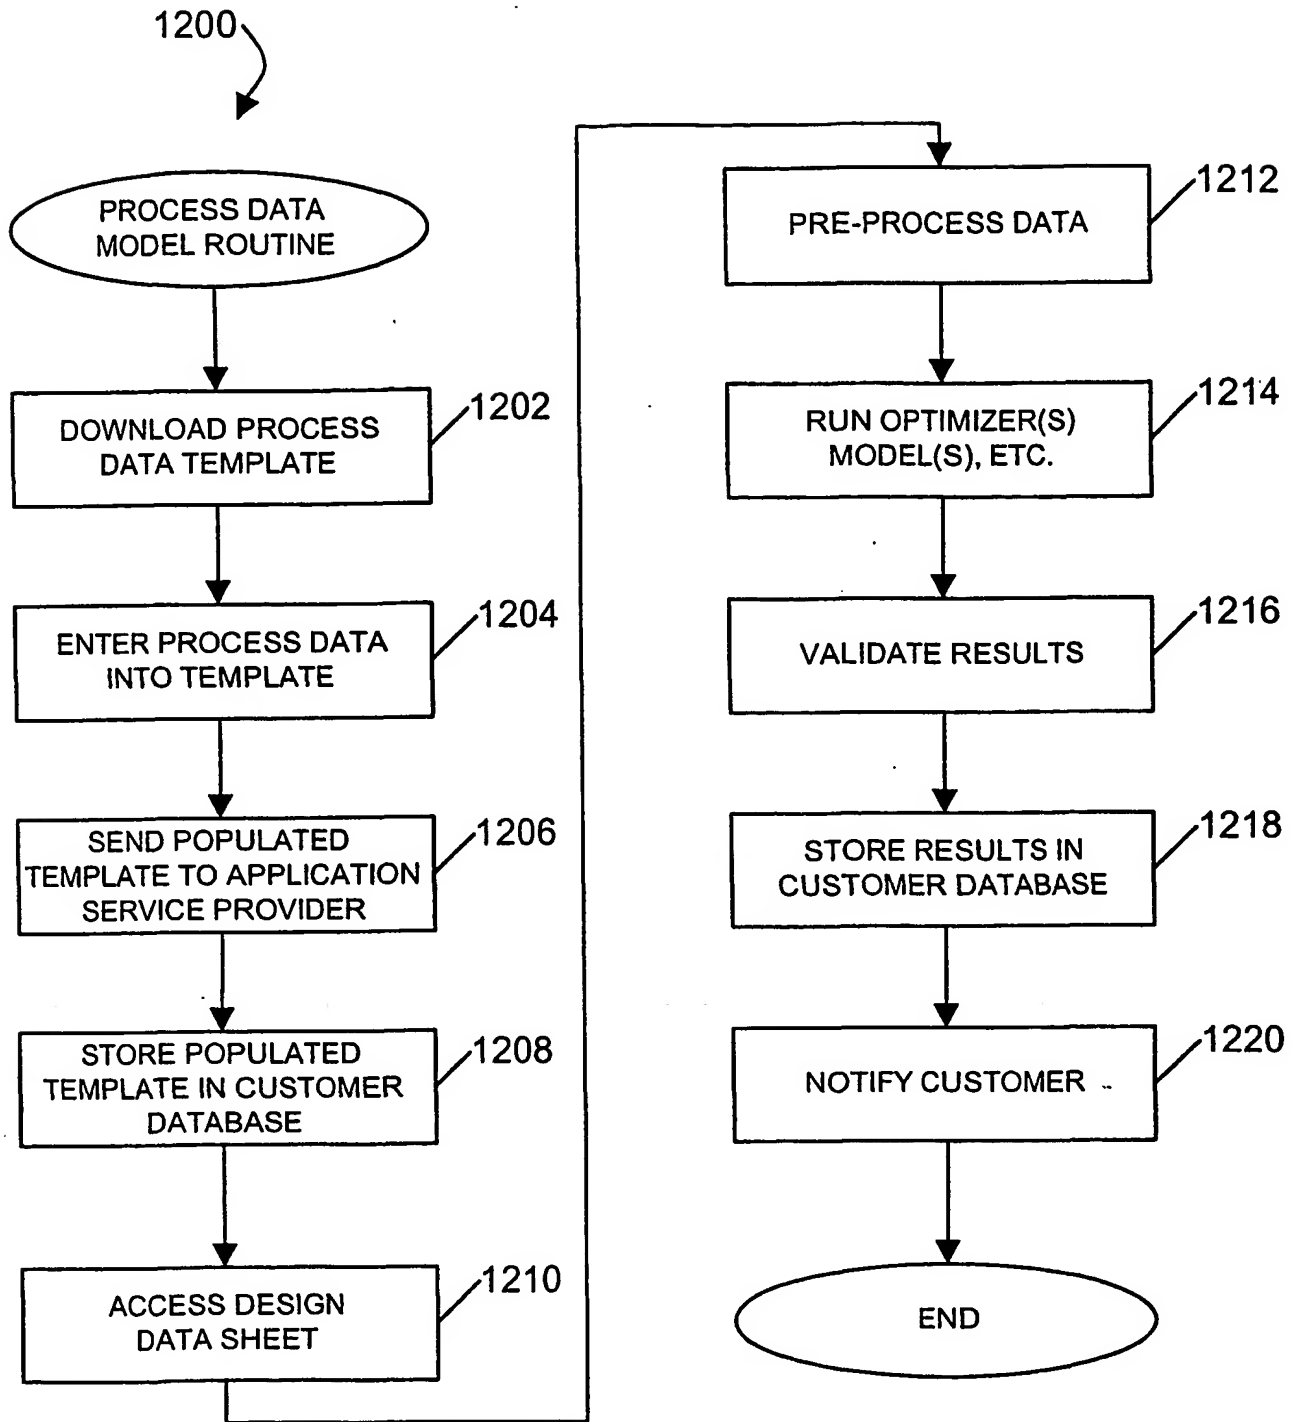 1200
PROCESS DATA
MODEL ROUTINE
DOWNLOAD PROCESS
DATA TEMPLATE
1202
ENTER PROCESS DATA
INTO TEMPLATE
1204
SEND POPULATED
TEMPLATE TO APPLICATION
SERVICE PROVIDER
1206
STORE POPULATED
TEMPLATE IN CUSTOMER
DATABASE
1208
ACCESS DESIGN
DATA SHEET
1210
PRE-PROCESS DATA
1212
RUN OPTIMIZER(S)
MODEL(S), ETC.
1214
VALIDATE RESULTS
1216
STORE RESULTS IN
CUSTOMER DATABASE
1218
NOTIFY CUSTOMER
1220
END